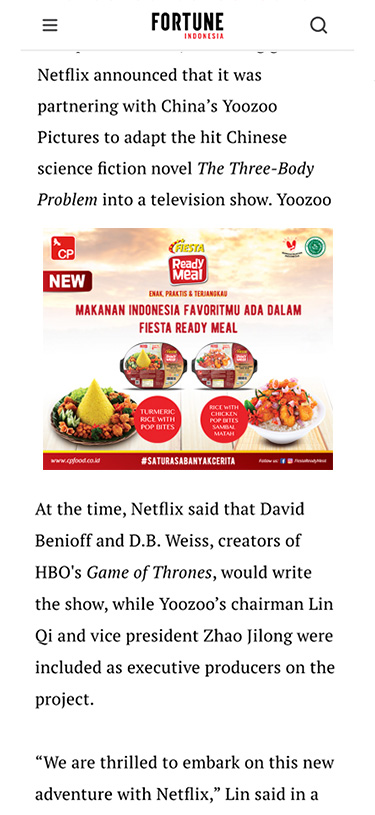 FORTUNE
INDONESIA
Netflix announced that it was
partnering with China’s Yoozoo
Pictures to adapt the hit Chinese
science fiction novel The Three-Body
Problem into a television show. Yoozoo
CP
FIESTA
Ready
Meal
NEW
ENAK, PRAKTIS & TERJANGKAU
MAKANAN INDONESIA FAVORITMU ADA DALAM
FIESTA READY MEAL
TURMERIC
RICE WITH
POP BITES
RICE WITH
CHICKEN
POP BITES
SAMBAL
MATAH
www.cpfood.co.id
#SATURASABANYAKCERITA
Follow us:
FiestaReadyMeal
At the time, Netflix said that David
Benioff and D.B. Weiss, creators of
HBO's Game of Thrones, would write
the show, while Yoozoo’s chairman Lin
Qi and vice president Zhao Jilong were
included as executive producers on the
project.
“We are thrilled to embark on this new
adventure with Netflix,” Lin said in a